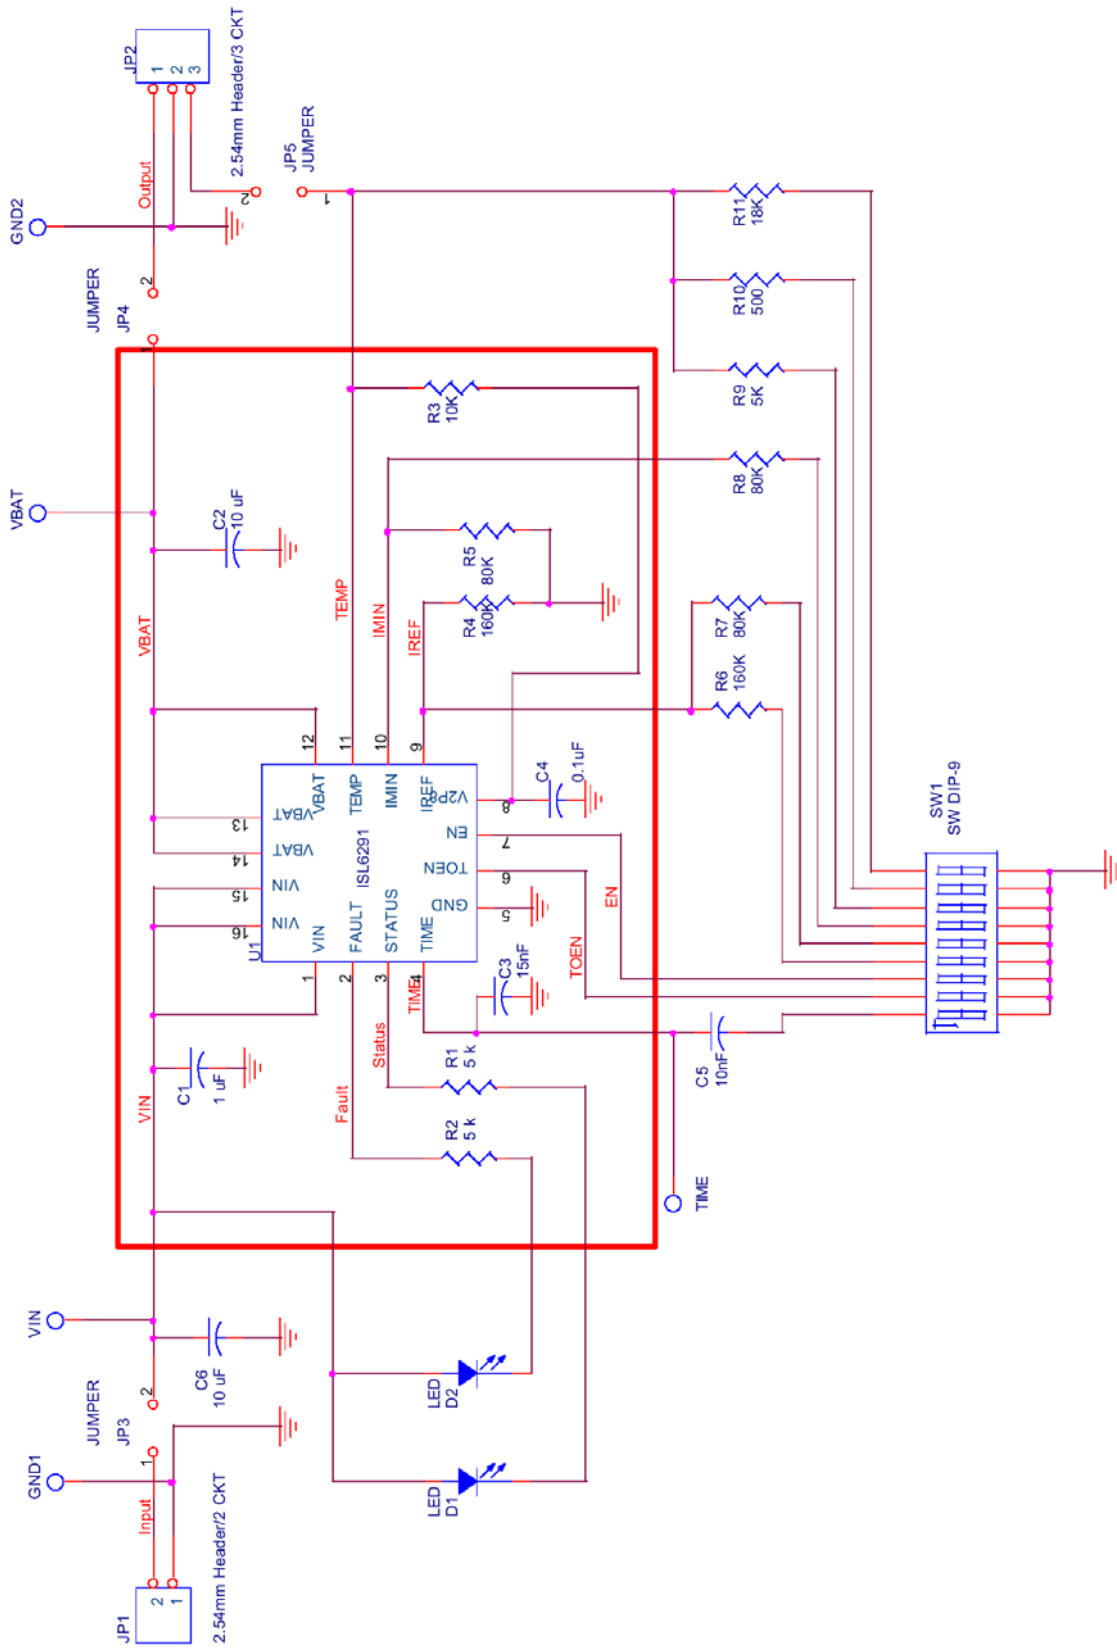 JP1
2
1
2.54mm Header/2 CKT
Input
GND1
JUMPER
JP3
1
2
VIN
C6
10 uF
LED
D1
LED
D2
VIN
C1
1 uF
Fault
Status
TIME
R2
5 k
R1
5 k
C3
15nF
TIME
C5
10nF
U1
ISL6291
1
VIN
2
FAULT
3
STATUS
4
TIME
5
GND
6
TOEN
7
EN
8
V2P8
9
IREF
10
IMIN
11
TEMP
12
VBAT
13
VBAT
14
VBAT
15
VIN
16
VIN
TOEN
EN
C4
0.1uF
VBAT
TEMP
IMIN
IREF
R4
160K
R5
80K
R3
10K
C2
10 uF
VBAT
JUMPER
JP4
1
2
GND2
Output
JP2
1
2
3
2.54mm Header/3 CKT
2
JP5
JUMPER
1
R6
160K
R7
80K
R8
80K
R9
5K
R10
500
R11
18K
SW1
SW DIP-9
1